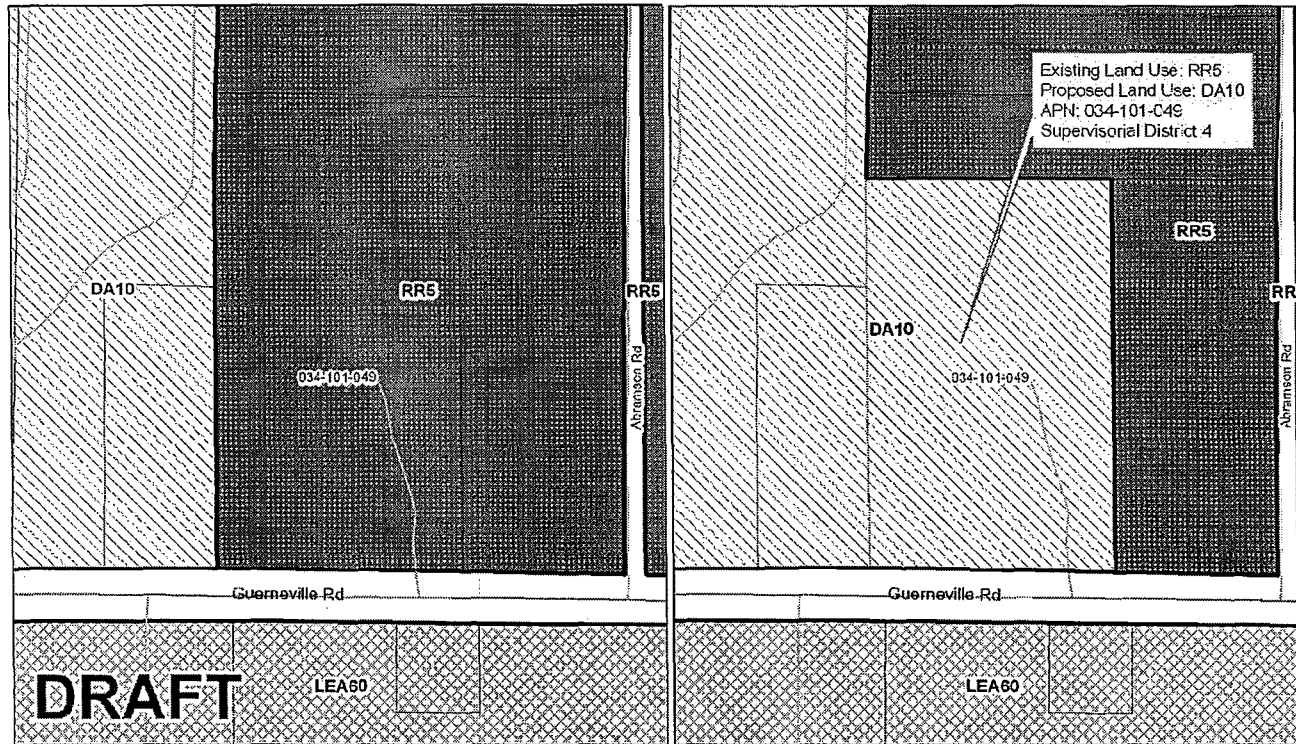 DA10
RR5
RR5
034-101-049
Abramson Rd
Guerneville Rd
DRAFT
LEA60
Existing Land Use: RR5
Proposed Land Use: DA10
APN: 034-101-049
Supervisorial District 4
RR5
RR
DA10
034-101-049
Abramson Rd
Guerneville Rd
LEA60